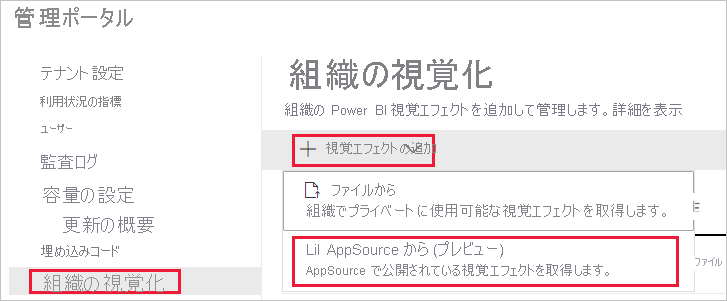 管理ポータル
テナント設定
利用状況の指標
ユーザー
監査ログ
容量の設定
更新の概要
埋め込みコード
組織の視覚化
組織の視覚化
組織の Power BI 視覚エフェクトを追加して管理します。詳細を表示
+ 視覚エフェクトの追加
ファイルから
組織でプライベートに使用可能な視覚エフェクトを取得します。
Lil AppSource から (プレビュー)
AppSource で公開されている視覚エフェクトを取得します。
ファイル